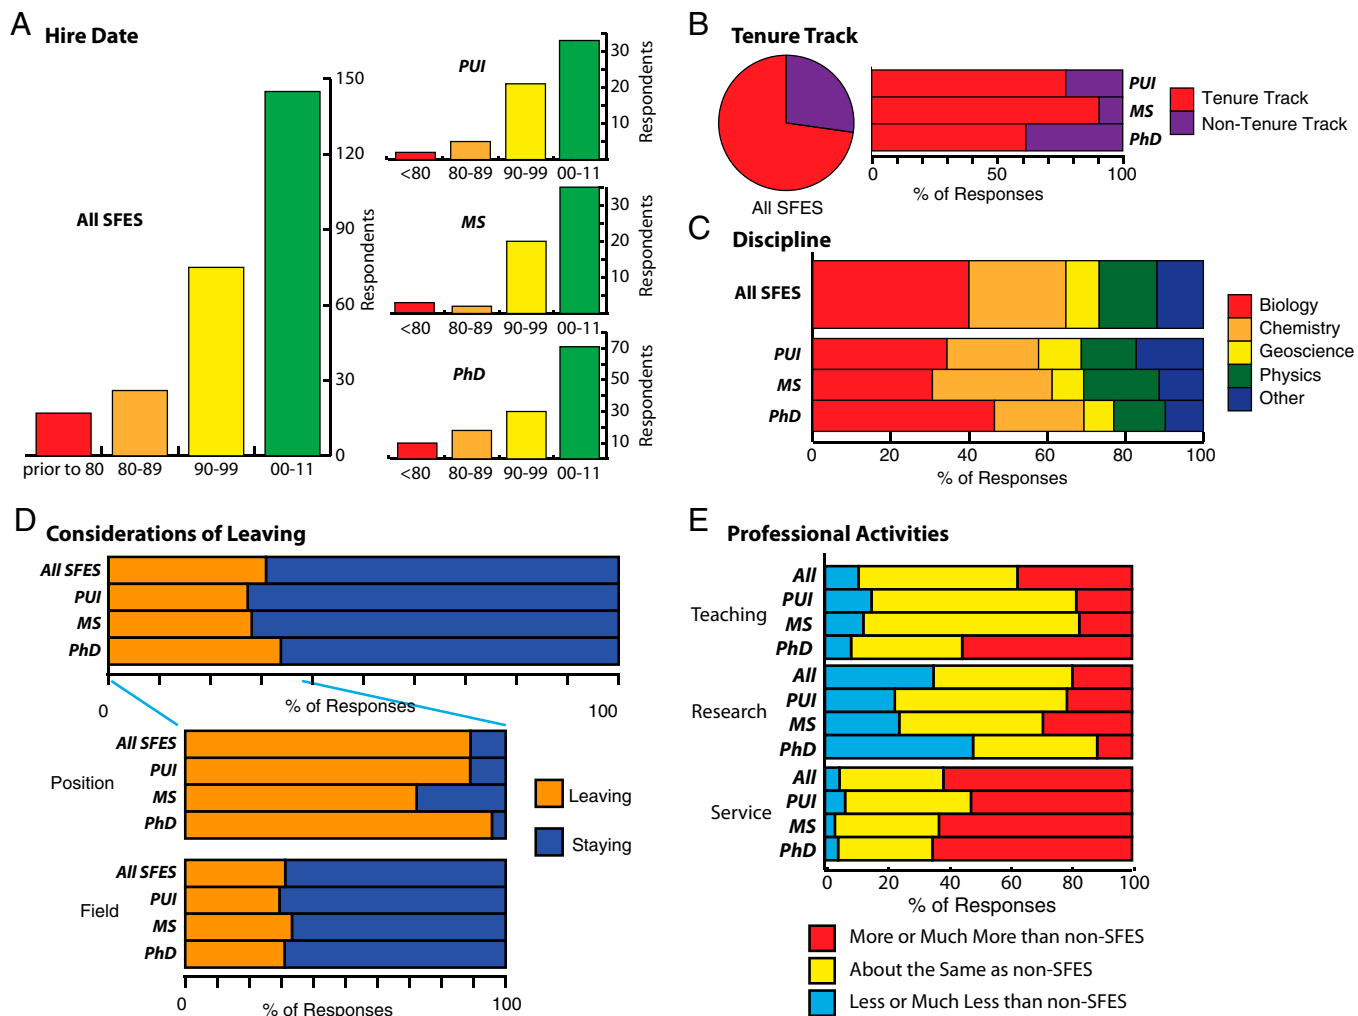 A Hire Date
All SFES
150
120
90
60
30
0
Respondents
prior to 80 80-89 90-99 00-11
PUI
30
20
10
Respondents
<80 80-89 90-99 00-11
MS
30
20
10
Respondents
<80 80-89 90-99 00-11
PhD
70
50
30
10
Respondents
<80 80-89 90-99 00-11
B Tenure Track
All SFES
PUI
MS
PhD
0 50 100
% of Responses
Tenure Track
Non-Tenure Track
C Discipline
All SFES
PUI
MS
PhD
0 20 40 60 80 100
% of Responses
Biology
Chemistry
Geoscience
Physics
Other
D Considerations of Leaving
All SFES
PUI
MS
PhD
0 % of Responses 100
Position
All SFES
PUI
MS
PhD
Leaving
Staying
Field
All SFES
PUI
MS
PhD
0 % of Responses 100
E Professional Activities
Teaching
All
PUI
MS
PhD
Research
All
PUI
MS
PhD
Service
All
PUI
MS
PhD
0 20 40 60 80 100
% of Responses
More or Much More than non-SFES
About the Same as non-SFES
Less or Much Less than non-SFES